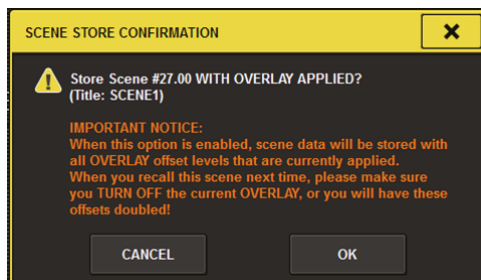 SCENE STORE CONFIRMATION
Store Scene #27.00 WITH OVERLAY APPLIED?
(Title: SCENE1)
IMPORTANT NOTICE:
When this option is enabled, scene data will be stored with
all OVERLAY offset levels that are currently applied.
When you recall this scene next time, please make sure
you TURN OFF the current OVERLAY, or you will have these
offsets doubled!
CANCEL OK